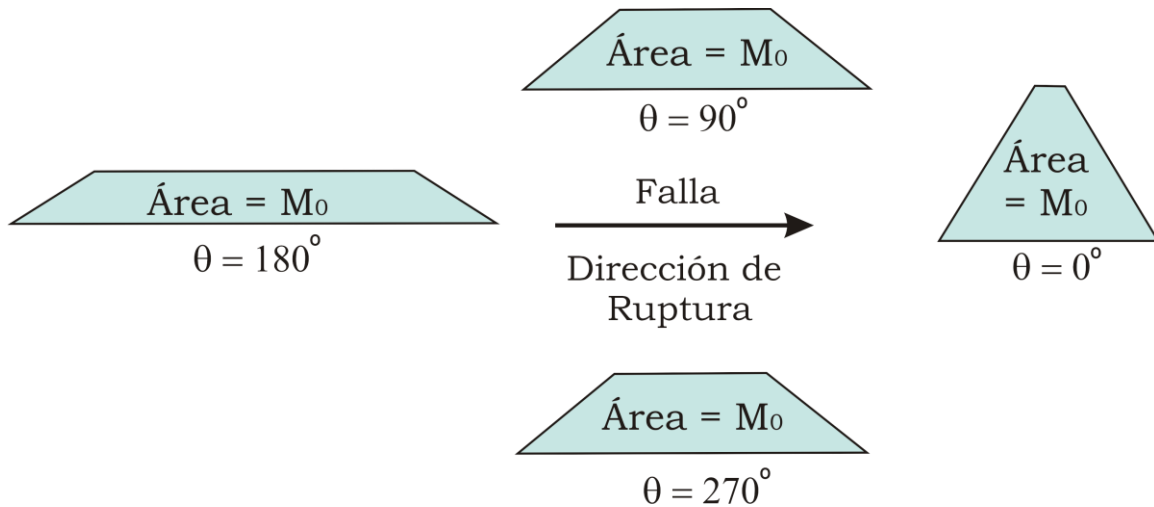 Área = M₀
θ = 90°
Área = M₀
θ = 180°
Falla
Dirección de
Ruptura
Área
= M₀
θ = 0°
Área = M₀
θ = 270°